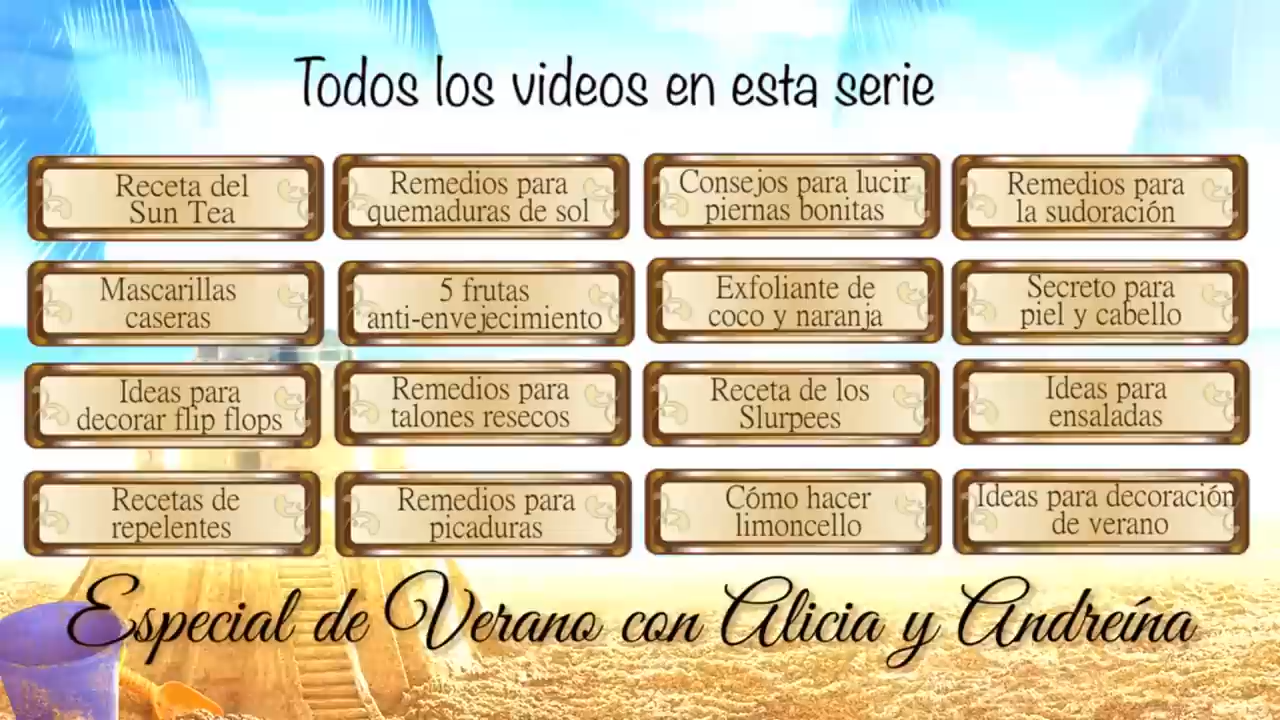 Todos los videos en esta serie
Receta del
Sun Tea
Remedios para
quemaduras de sol
Consejos para lucir
piernas bonitas
Remedios para
la sudoración
Mascarillas
caseras
5 frutas
anti-envejecimiento
Exfoliante de
coco y naranja
Secreto para
piel y cabello
Ideas para
decorar flip flops
Remedios para
talones resecos
Receta de los
Slurpees
Ideas para
ensaladas
Recetas de
repelentes
Remedios para
picaduras
Cómo hacer
limoncello
Ideas para decoración
de verano
Especial de Verano con Alicia y Andreína